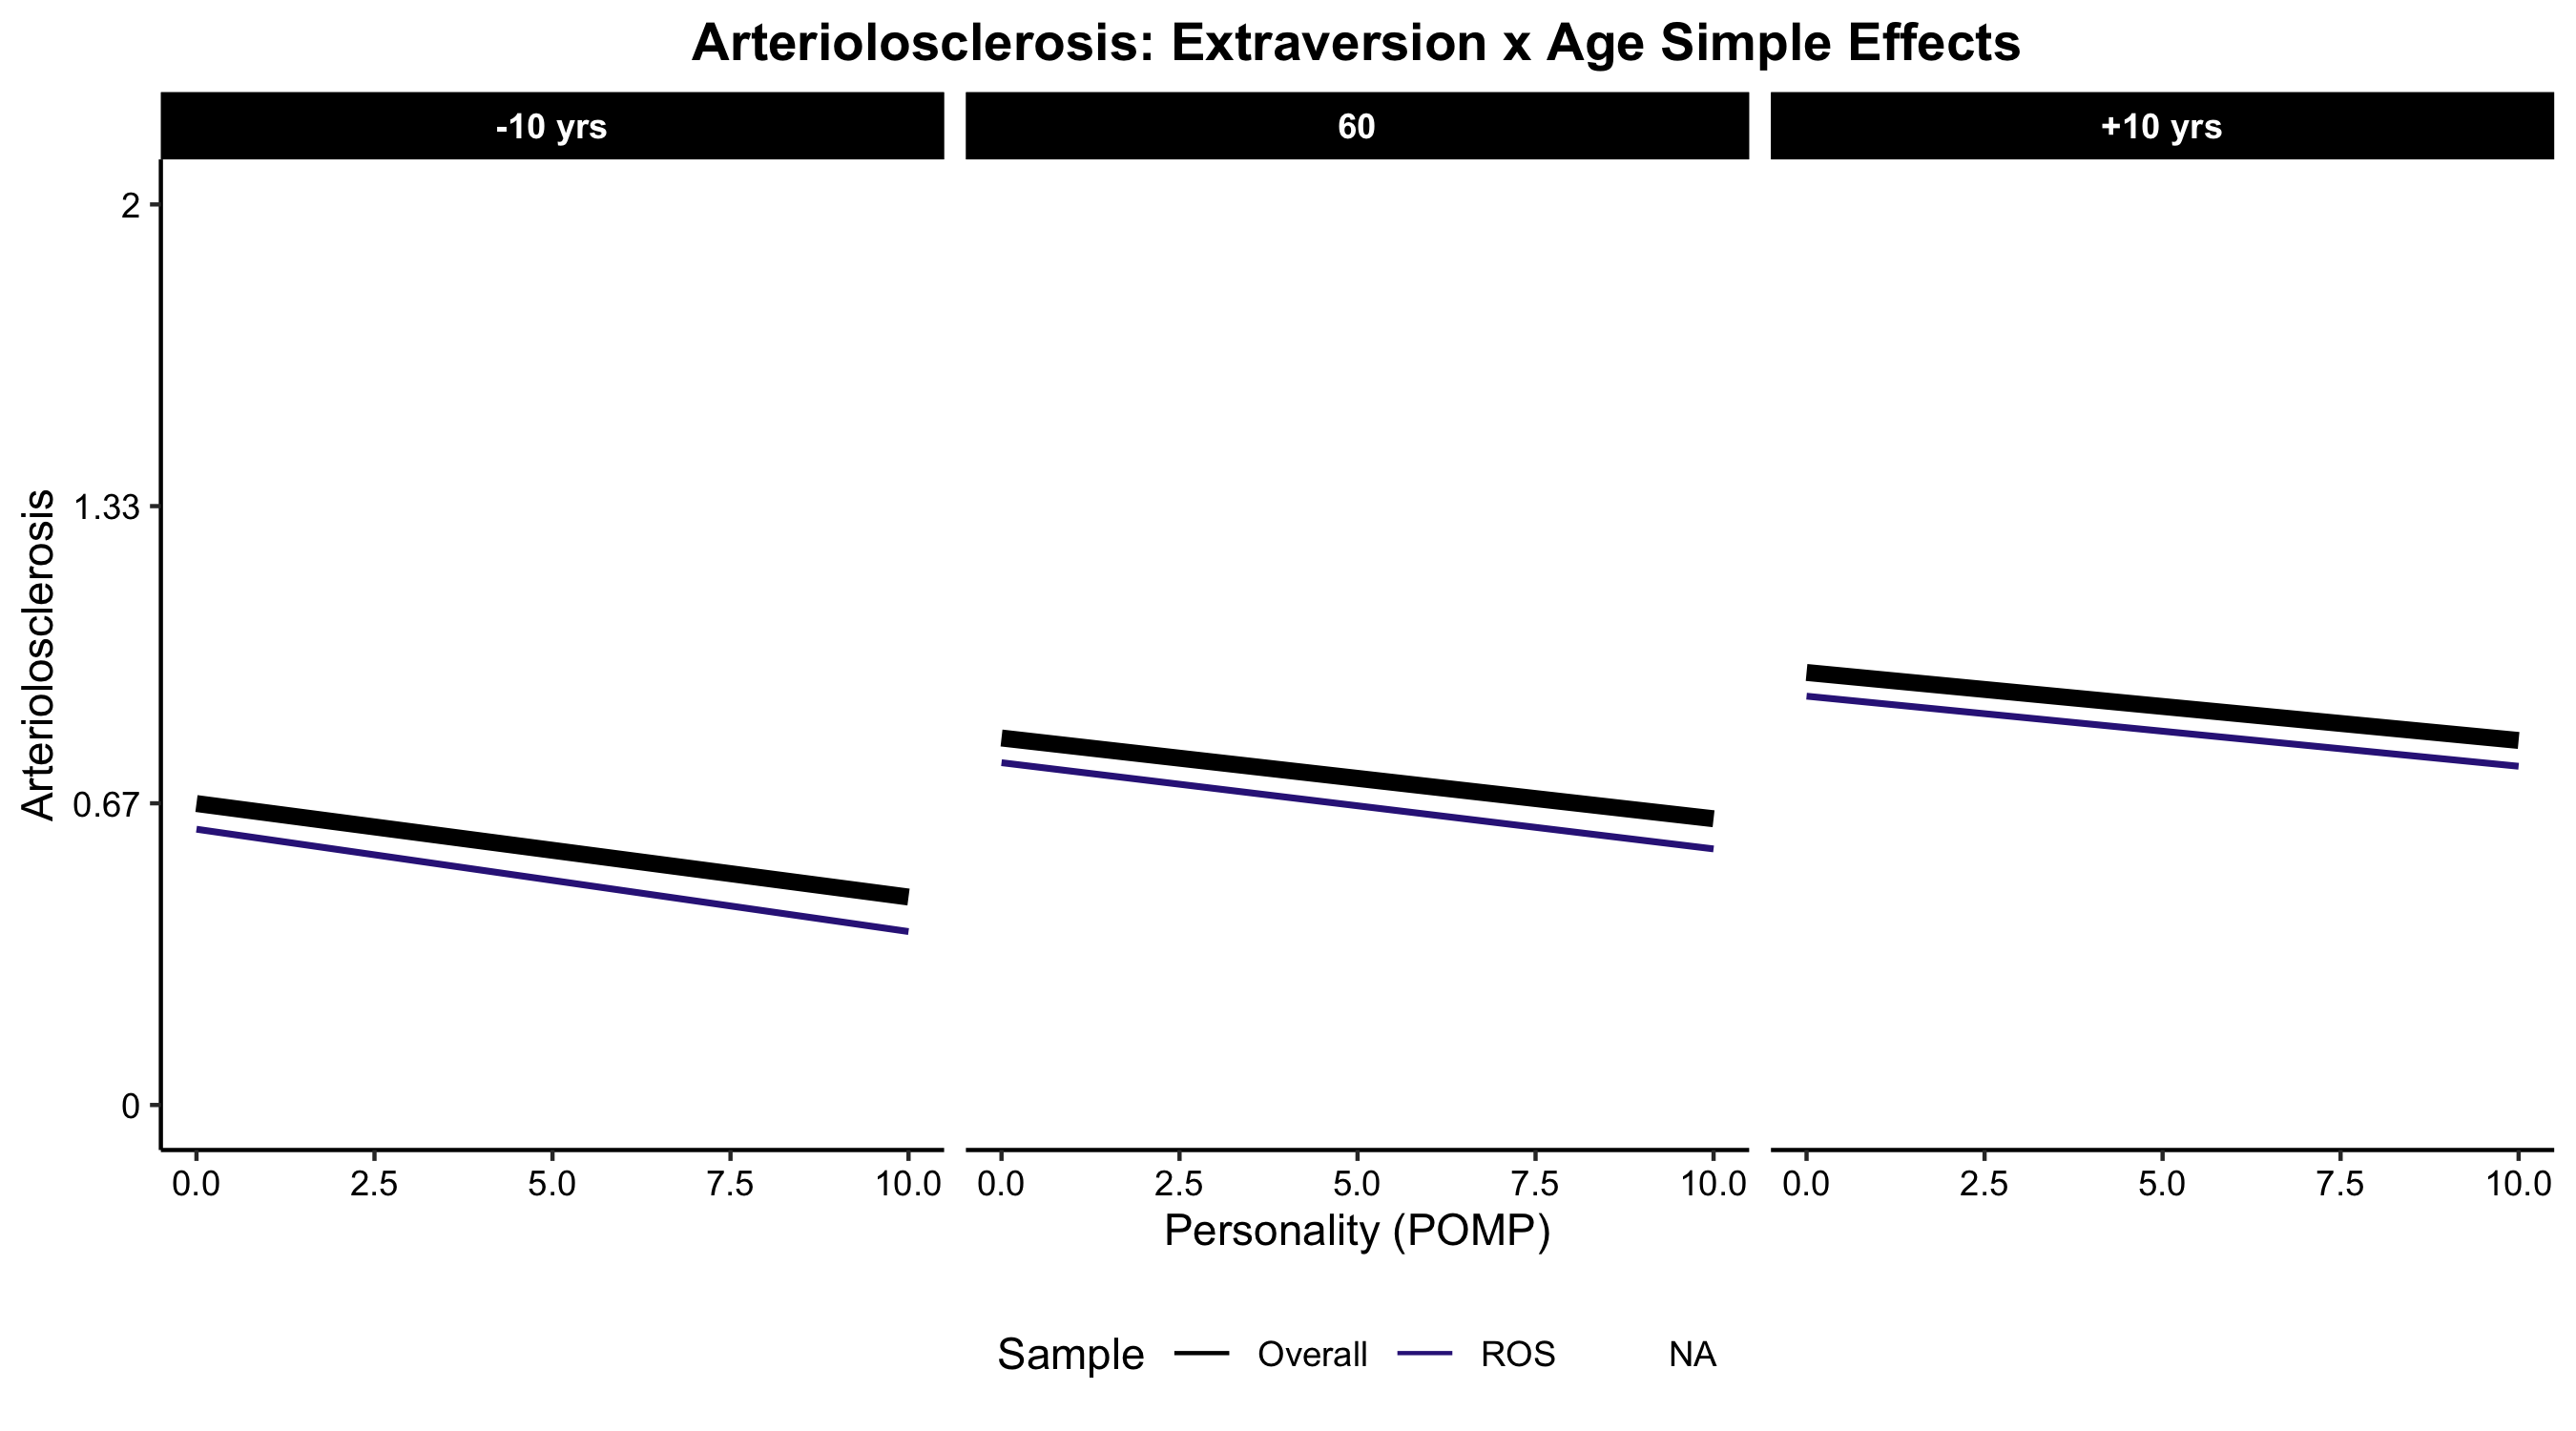 Arteriolosclerosis: Extraversion x Age Simple Effects
-10 yrs
60
+10 yrs
Arteriolosclerosis
2
1.33
0.67
0
0.0 2.5 5.0 7.5 10.0
0.0 2.5 5.0 7.5 10.0
0.0 2.5 5.0 7.5 10.0
Personality (POMP)
Sample Overall ROS NA